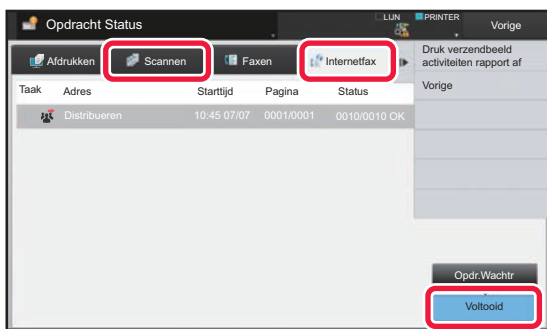 Opdracht Status
LIJN
PRINTER
Vorige
Afdrukken
Scannen
Faxen
Internetfax
Druk verzendbeeld
activiteiten rapport af
Vorige
Taak Adres Starttijd Pagina Status
Distribueren 10:45 07/07 0001/0001 0010/0010 OK
Opdr.Wachtr
Voltooid